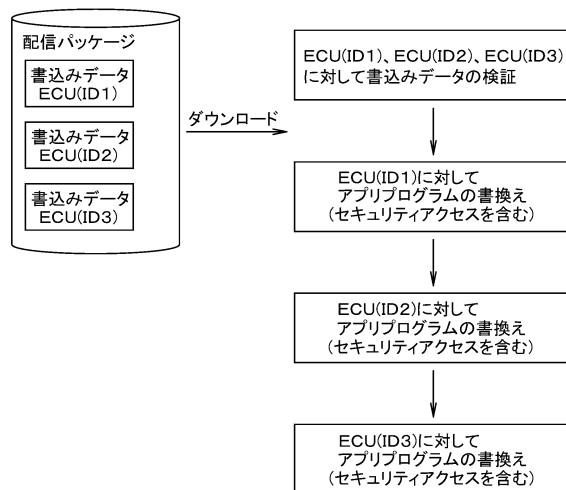 配信パッケージ
書込みデータ
ECU(ID1)
書込みデータ
ECU(ID2)
書込みデータ
ECU(ID3)
ダウンロード
ECU(ID1)、ECU(ID2)、ECU(ID3)
に対して書込みデータの検証
ECU(ID1)に対して
アプリプログラムの書換え
(セキュリティアクセスを含む)
ECU(ID2)に対して
アプリプログラムの書換え
(セキュリティアクセスを含む)
ECU(ID3)に対して
アプリプログラムの書換え
(セキュリティアクセスを含む)